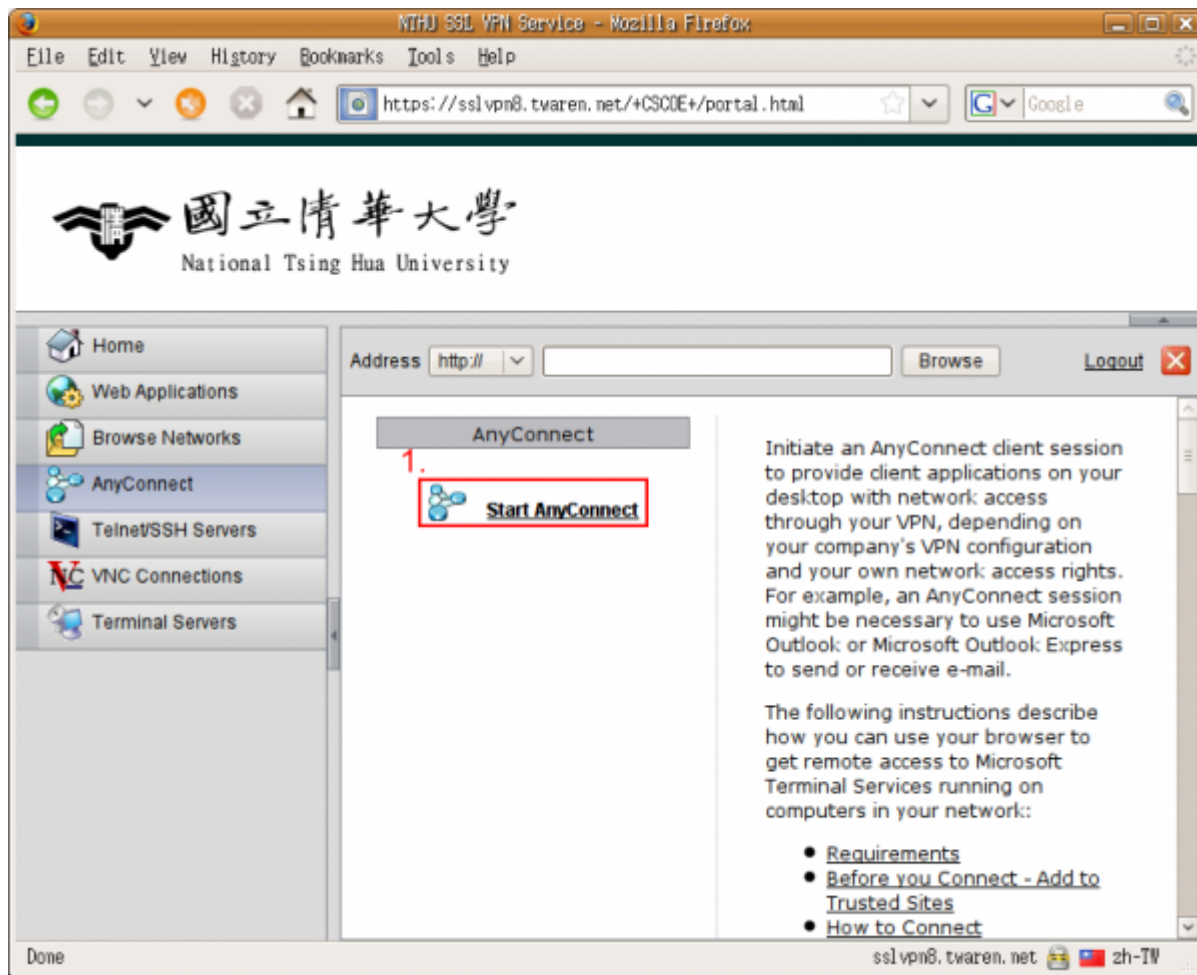 NTHU SSL VPN Service - Mozilla Firefox
File Edit View History Bookmarks Tools Help
https://sslvpn8.twaren.net/+CSCOE+/portal.html
Google
國立清華大學
National Tsing Hua University
Home
Web Applications
Browse Networks
AnyConnect
Telnet/SSH Servers
VNC Connections
Terminal Servers
Address http:// Browse Logout
AnyConnect
1.
Start AnyConnect
Initiate an AnyConnect client session
to provide client applications on your
desktop with network access
through your VPN, depending on
your company's VPN configuration
and your own network access rights.
For example, an AnyConnect session
might be necessary to use Microsoft
Outlook or Microsoft Outlook Express
to send or receive e-mail.
The following instructions describe
how you can use your browser to
get remote access to Microsoft
Terminal Services running on
computers in your network:
Requirements
Before you Connect - Add to
Trusted Sites
How to Connect
Done
sslvpn8.twaren.net zh-TW